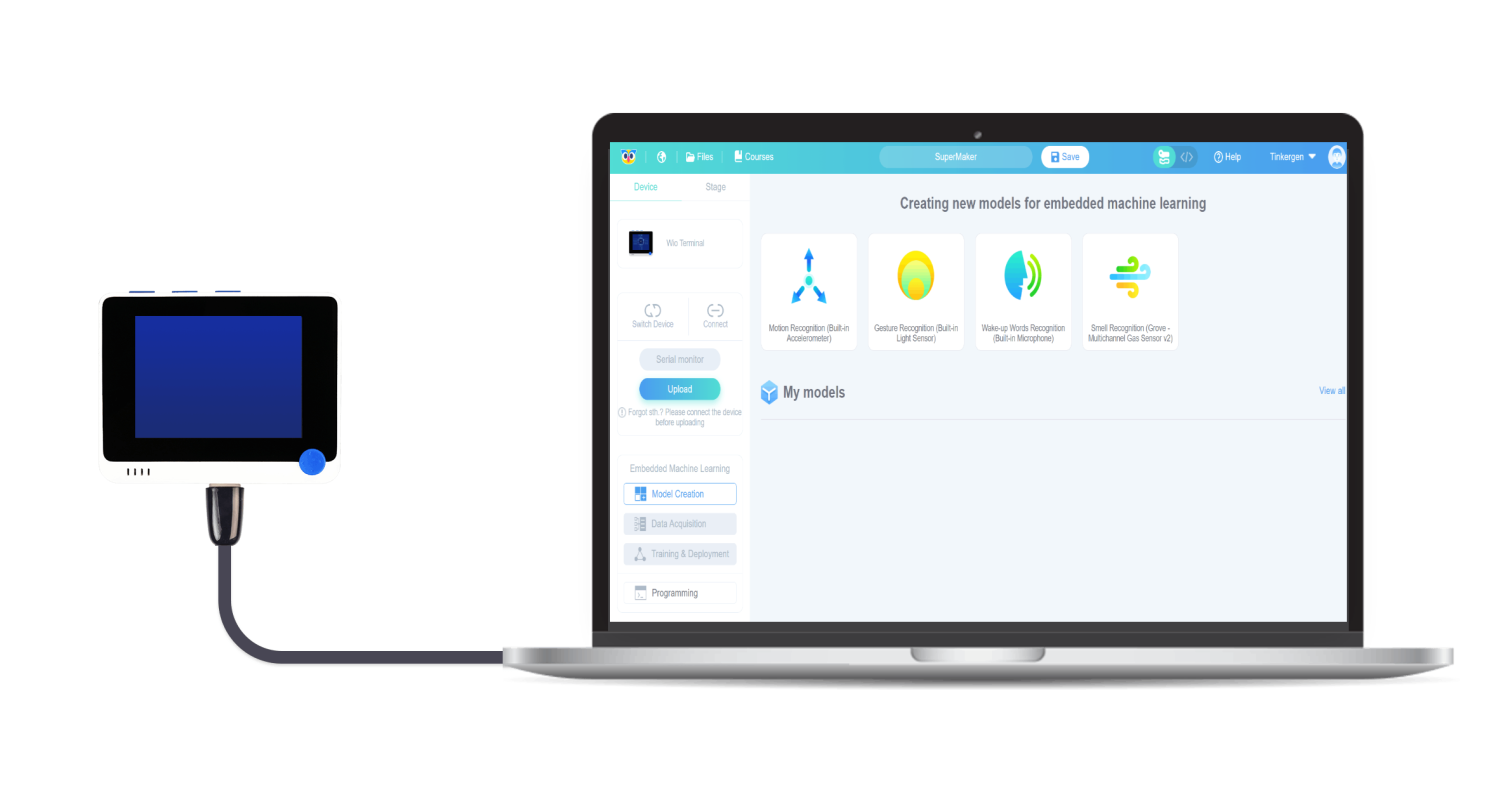 Files
Courses
SuperMaker
Save
</>
Help
Tinkergen
Device
Stage
Wio Terminal
Switch Device
Connect
Serial monitor
Upload
Forgot sth.? Please connect the device
before uploading
Embedded Machine Learning
Model Creation
Data Acquisition
Training & Deployment
Programming
Creating new models for embedded machine learning
Motion Recognition (Built-in
Accelerometer)
Gesture Recognition (Built-in
Light Sensor)
Wake-up Words Recognition
(Built-in Microphone)
Smell Recognition (Grove -
Multichannel Gas Sensor v2)
My models
View all